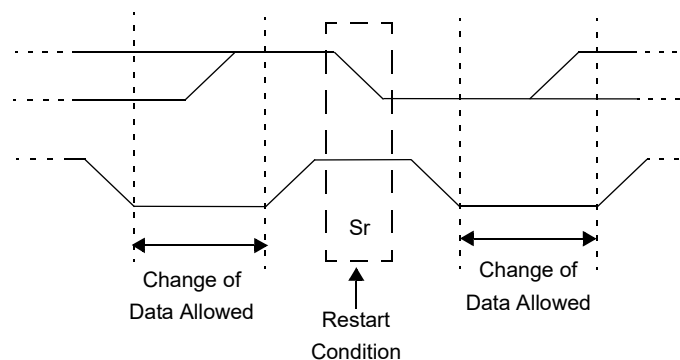 Sr
Change of
Data Allowed
Restart
Condition
Change of
Data Allowed